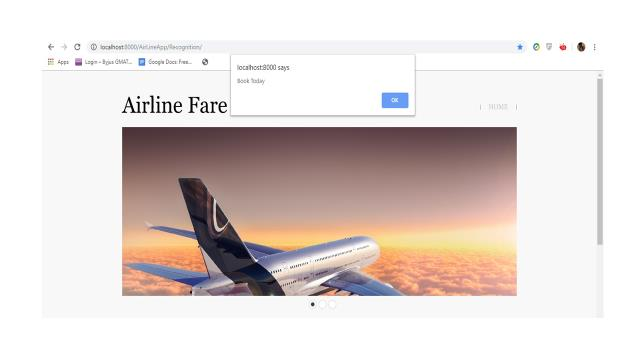 localhost:8000/AirLineApp/Recognition/
Apps Login - Byjus GMAT... Google Docs: Free...
localhost:8000 says
Book Today
OK
Airline Fare
HOME